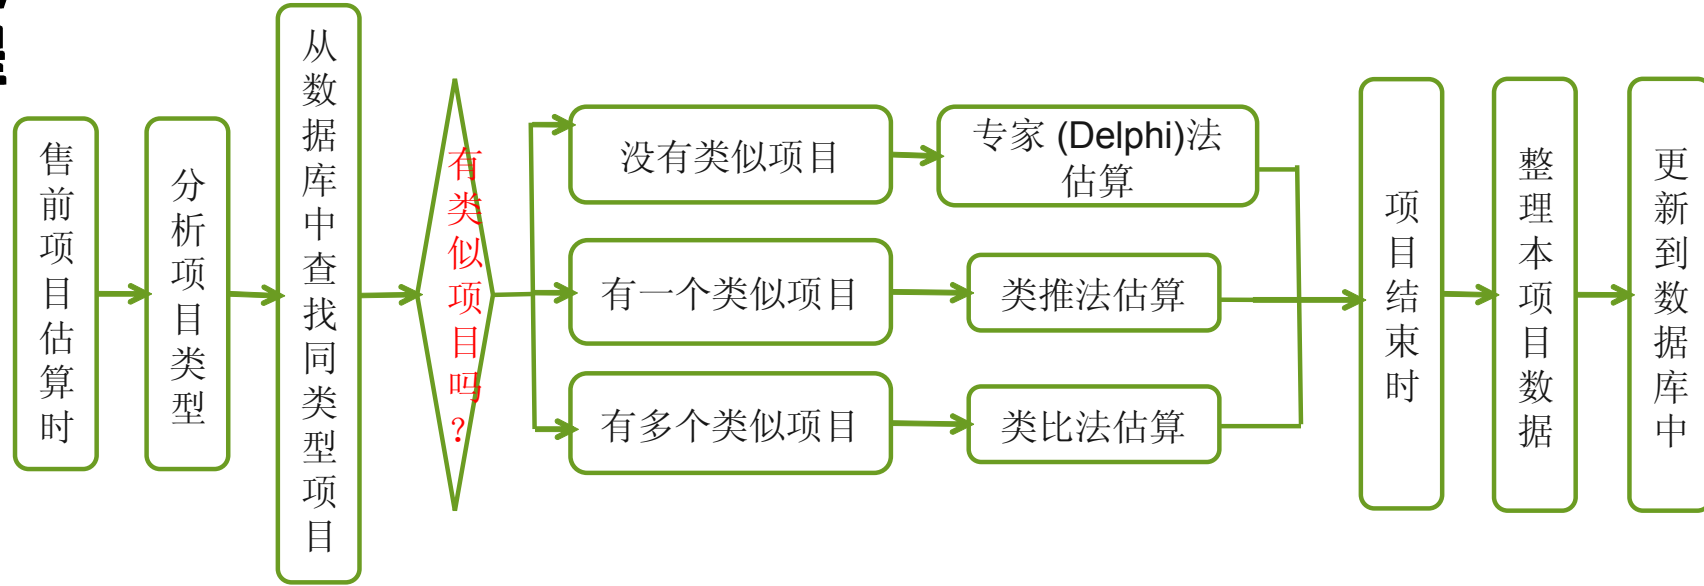 售前项目估算时
分析项目类型
从数据库中查找同类型项目
有类似项目吗？
没有类似项目
专家 (Delphi)法
估算
有一个类似项目
类推法估算
有多个类似项目
类比法估算
项目结束时
整理本项目数据
更新到数据库中